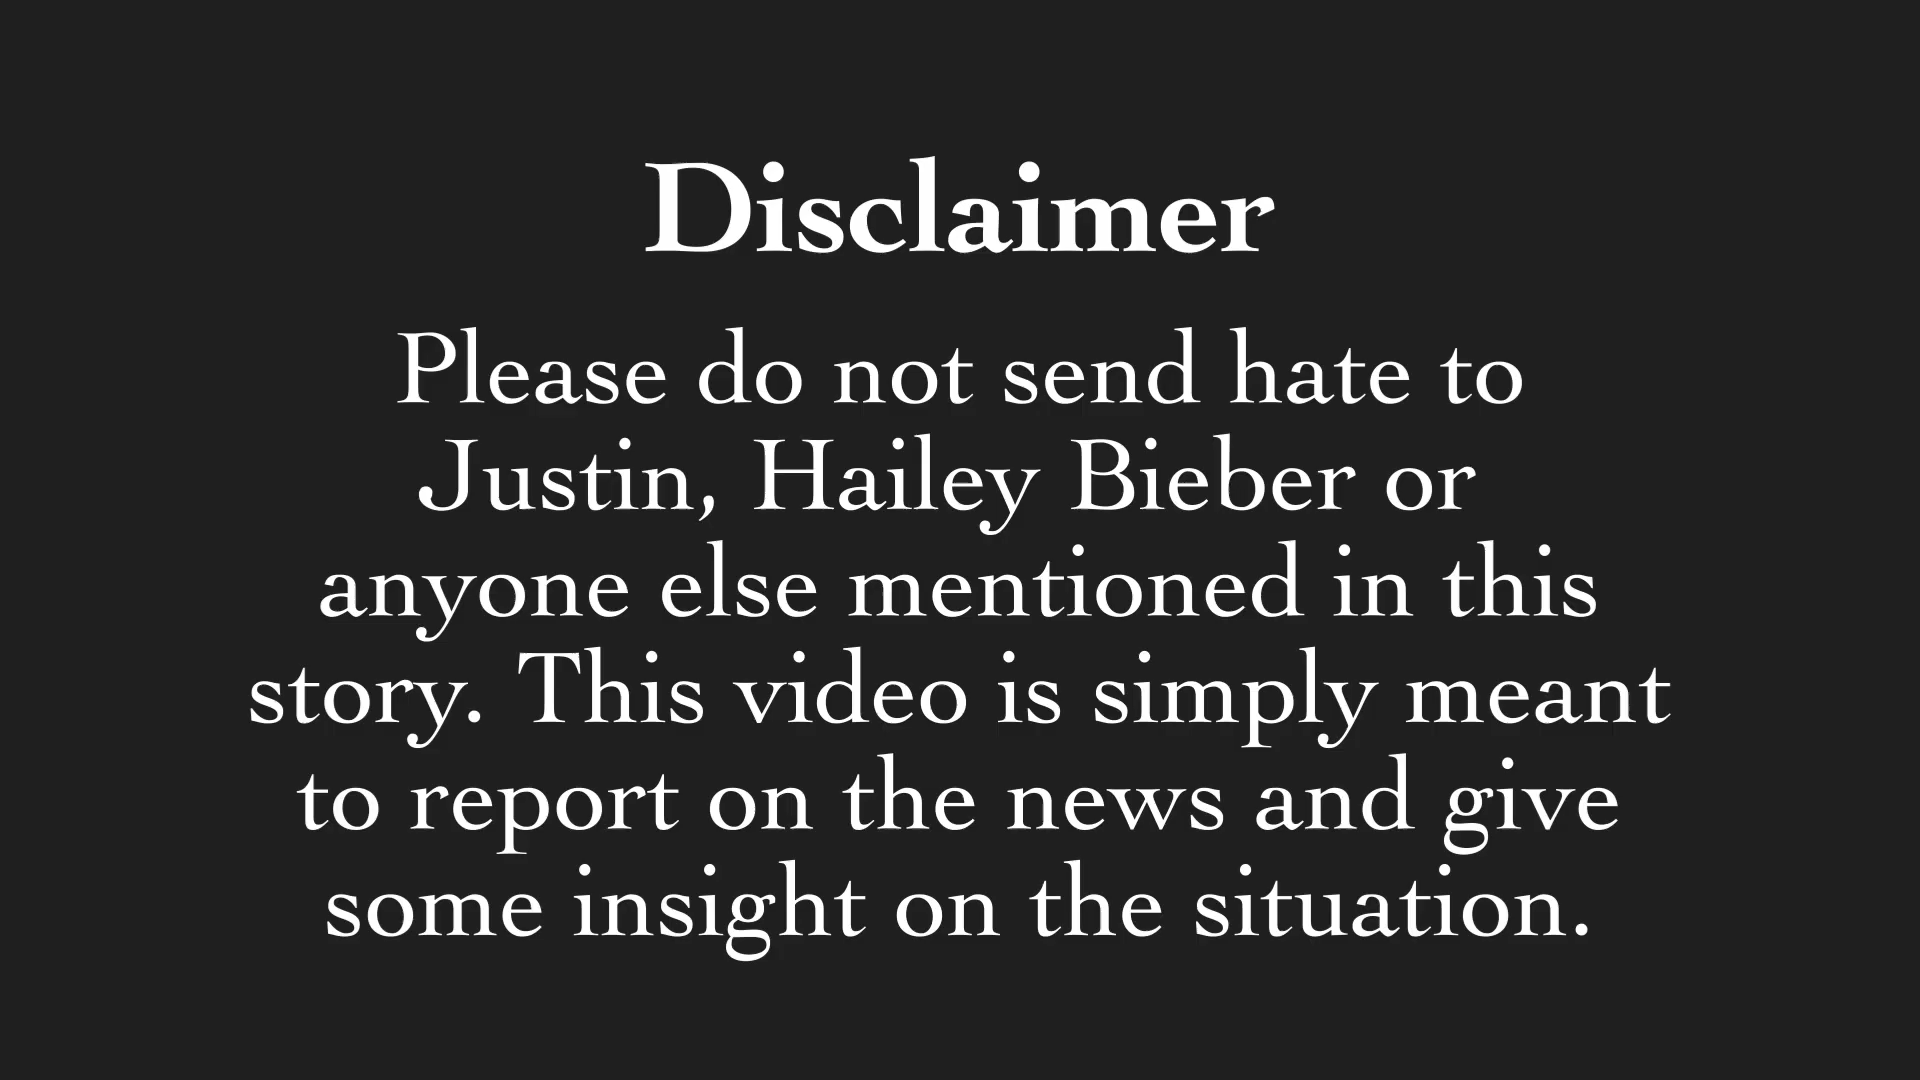 Disclaimer
Please do not send hate to
Justin, Hailey Bieber or
anyone else mentioned in this
story. This video is simply meant
to report on the news and give
some insight on the situation.